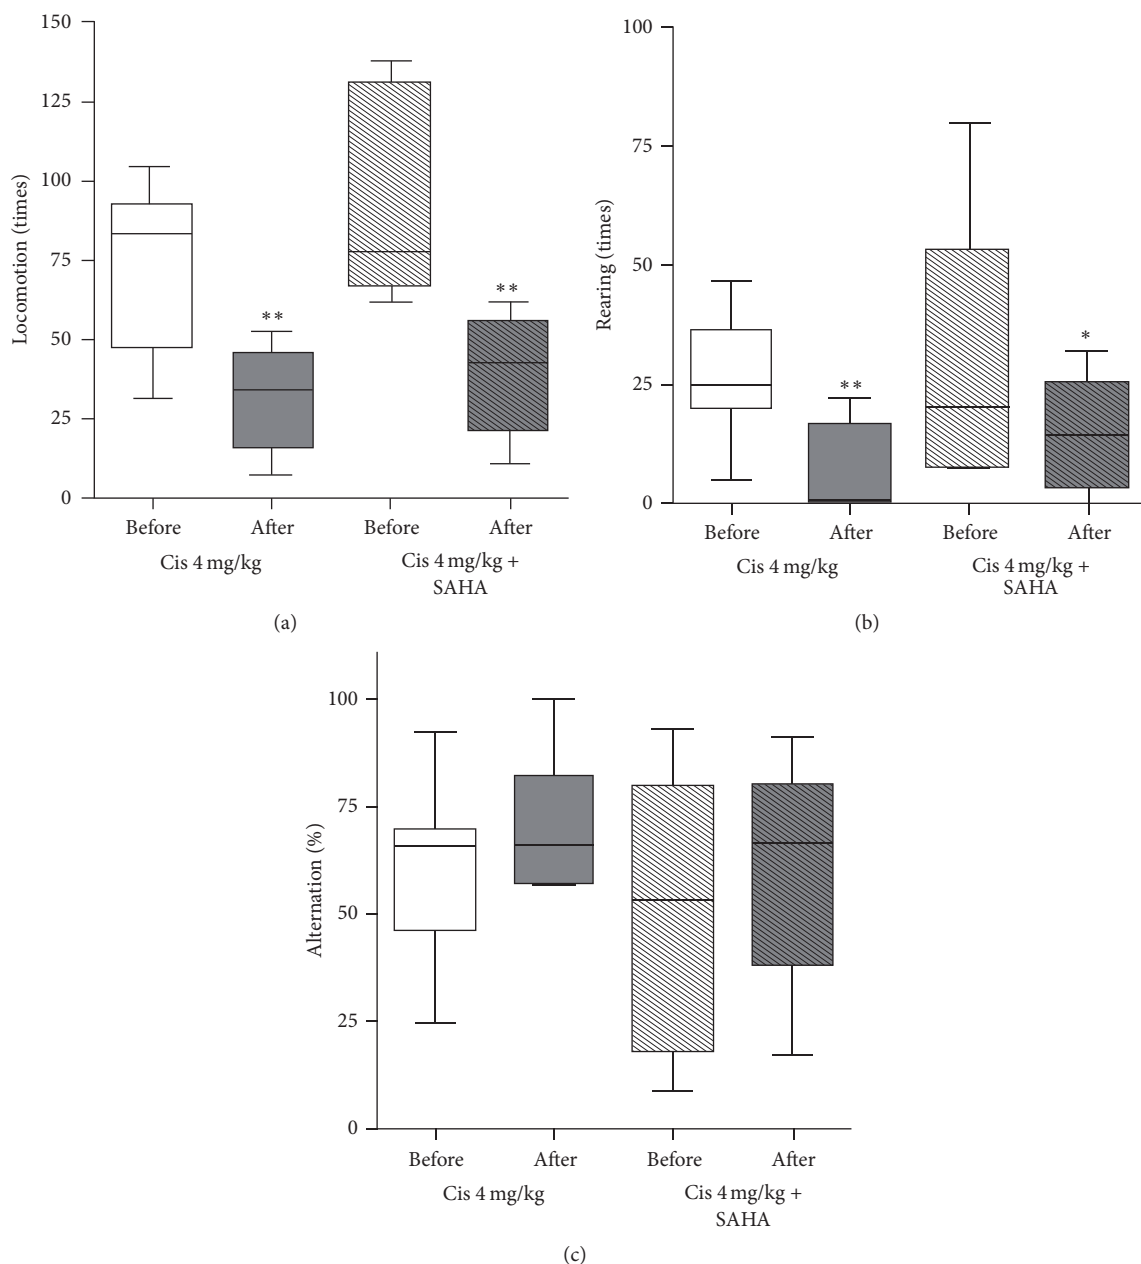 150
125
100
75
50
25
0
Locomotion (times)
**
**
Before
After
Before
After
Cis 4 mg/kg
Cis 4 mg/kg +
SAHA
(a)
100
75
50
25
0
Rearing (times)
**
*
Before
After
Before
After
Cis 4 mg/kg
Cis 4 mg/kg +
SAHA
(b)
100
75
50
25
0
Alternation (%)
Before
After
Before
After
Cis 4 mg/kg
Cis 4 mg/kg +
SAHA
(c)